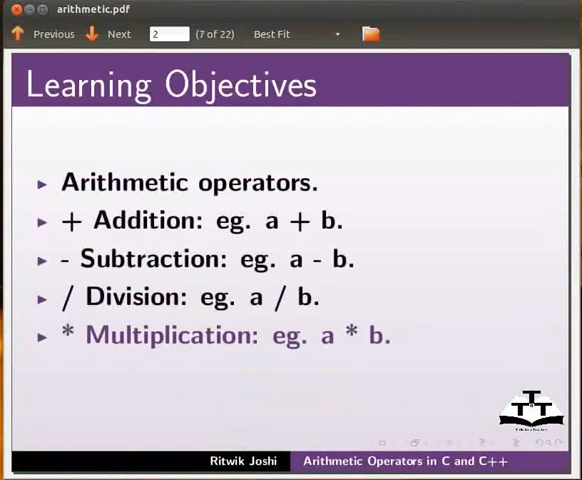 arithmetic.pdf
Previous Next 2 (7 of 22) Best Fit
Learning Objectives
Arithmetic operators.
+ Addition: eg. a + b.
- Subtraction: eg. a - b.
/ Division: eg. a / b.
* Multiplication: eg. a * b.
Ritwik Joshi Arithmetic Operators in C and C++